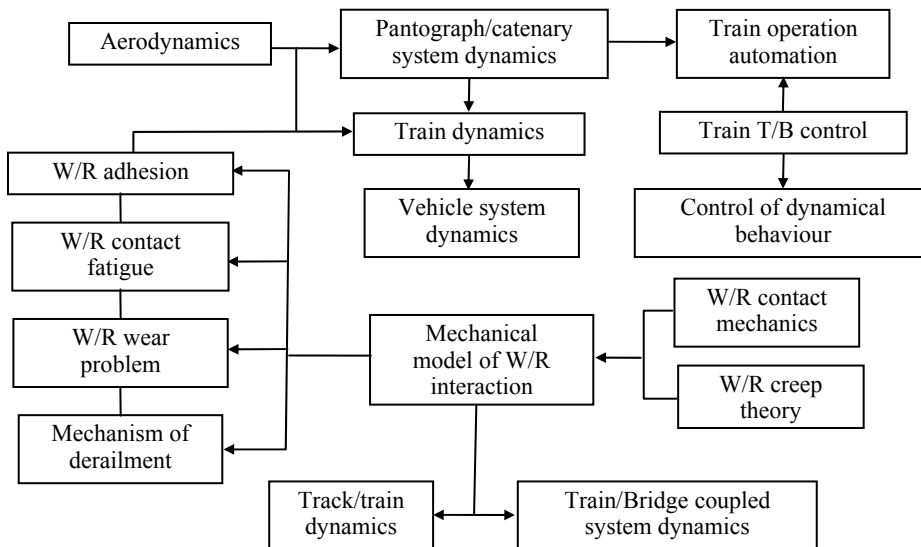 Aerodynamics
Pantograph/catenary
system dynamics
Train operation
automation
Train dynamics
Train T/B control
W/R adhesion
Vehicle system
dynamics
Control of dynamical
behaviour
W/R contact
fatigue
W/R contact
mechanics
W/R wear
problem
Mechanical
model of W/R
interaction
W/R creep
theory
Mechanism of
derailment
Track/train
dynamics
Train/Bridge coupled
system dynamics